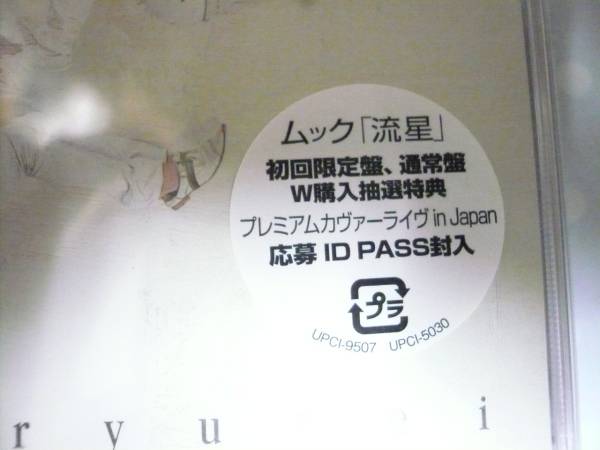 ムック「流星」
初回限定盤、通常盤
W購入抽選特典
プレミアムカヴァーライヴ in Japan
応募 ID PASS封入
プラ
UPCI-9507 UPCI-5030
r y u s e i